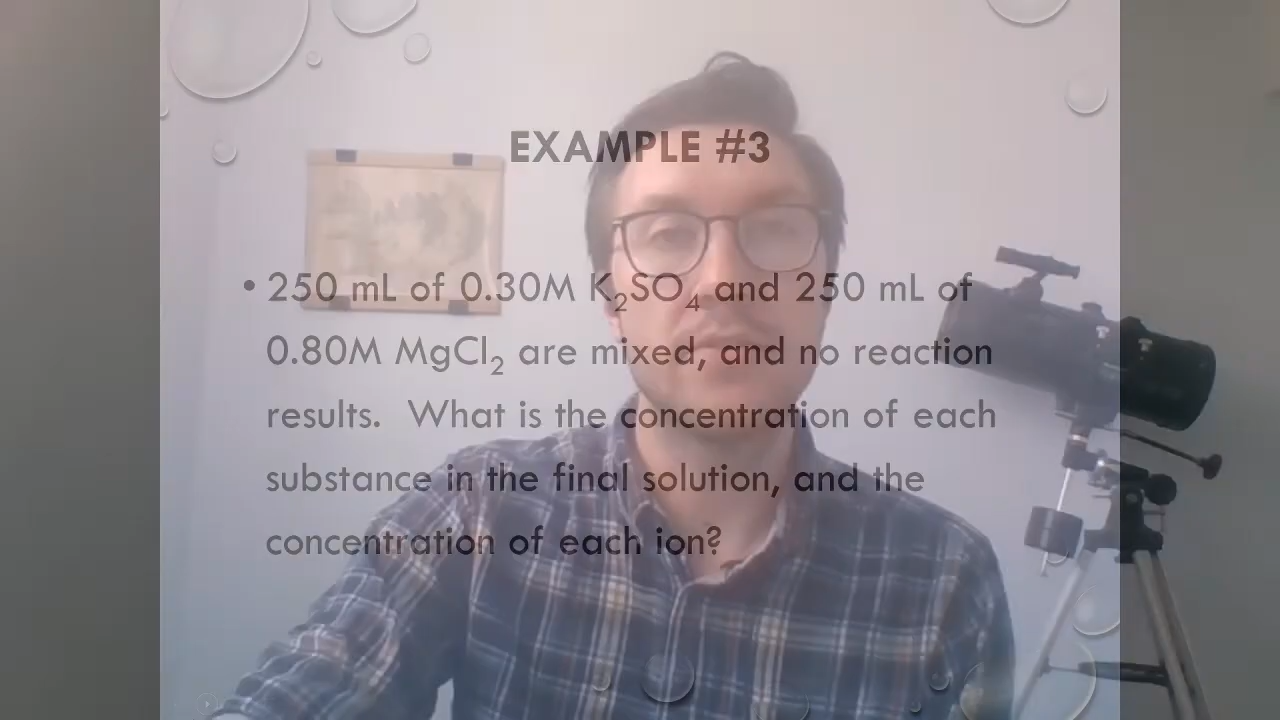 EXAMPLE #3
• 250 mL of 0.30M K₂SO₄ and 250 mL of
0.80M MgCl₂ are mixed, and no reaction
results.  What is the concentration of each
substance in the final solution, and the
concentration of each ion?